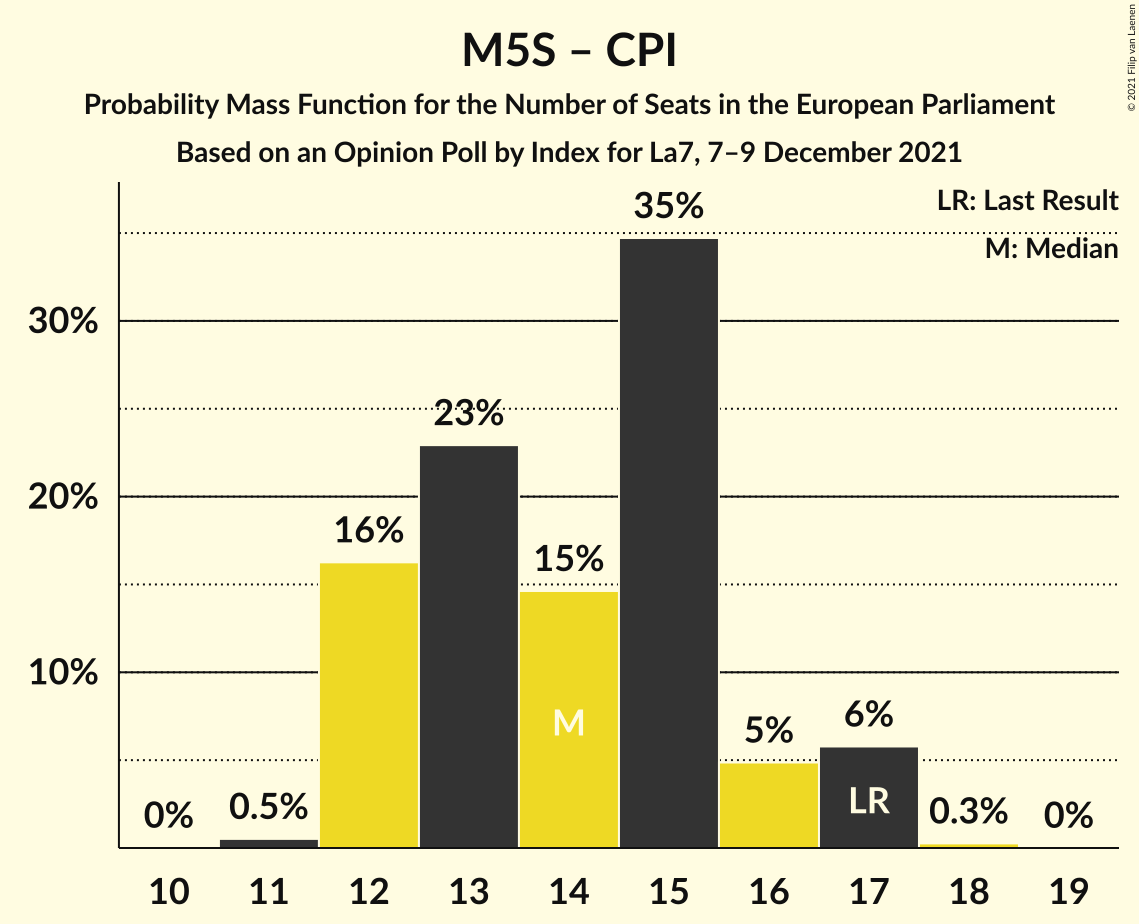 M5S – CPI
Probability Mass Function for the Number of Seats in the European Parliament
Based on an Opinion Poll by Index for La7, 7–9 December 2021
© 2021 Filip van Laenen
LR: Last Result
M: Median
35%
30%
23%
20%
16%
15%
10%
M
5%
6%
LR
0%
0.5%
0.3%
0%
10 11 12 13 14 15 16 17 18 19